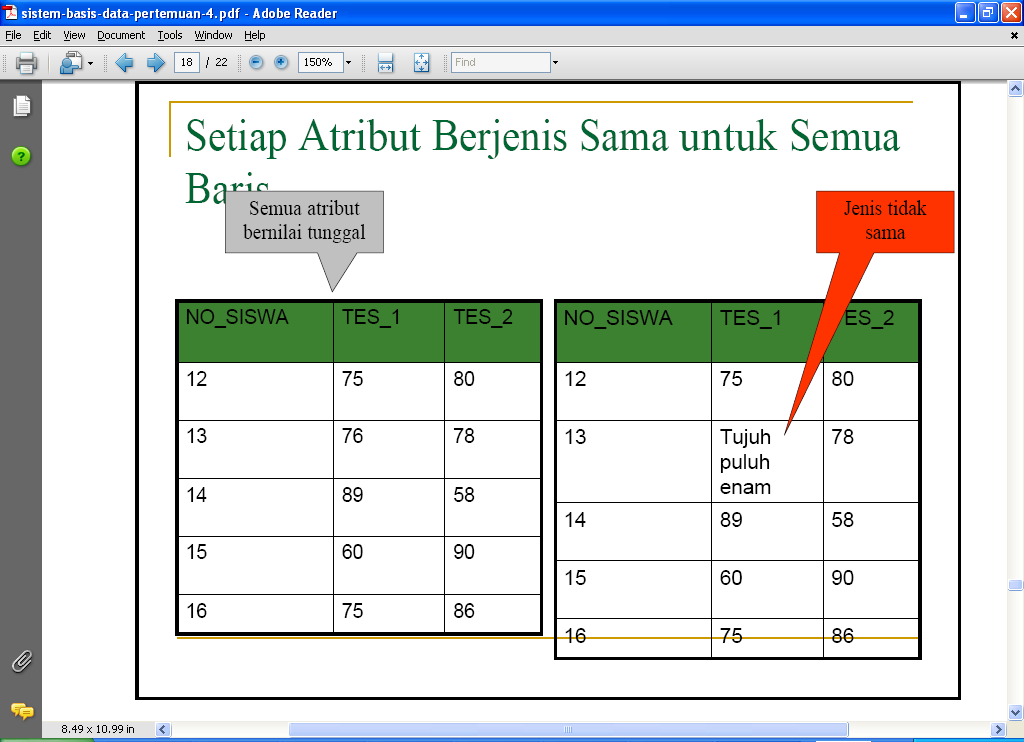 sistem-basis-data-pertemuan-4.pdf - Adobe Reader
File Edit View Document Tools Window Help
18 / 22 150% Find
Setiap Atribut Berjenis Sama untuk Semua
Baris
Semua atribut
bernilai tunggal
Jenis tidak
sama
NO_SISWA TES_1 TES_2
12 75 80
13 76 78
14 89 58
15 60 90
16 75 86
NO_SISWA TES_1 ES_2
12 75 80
13 Tujuh 78
puluh
enam
14 89 58
15 60 90
16 75 86
8.49 x 10.99 in